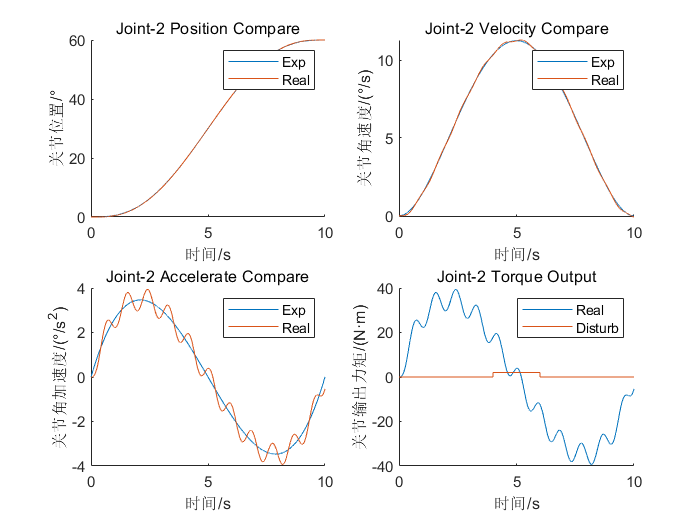 Joint-2 Position Compare
60
40
20
0
0
5
10
关节位置/°
时间/s
Exp
Real
Joint-2 Velocity Compare
10
5
0
0
5
10
关节角速度/(°/s)
时间/s
Exp
Real
Joint-2 Accelerate Compare
4
2
0
-2
-4
0
5
10
关节角加速度/(°/s²)
时间/s
Exp
Real
Joint-2 Torque Output
40
20
0
-20
-40
0
5
10
关节输出力矩/(N·m)
时间/s
Real
Disturb